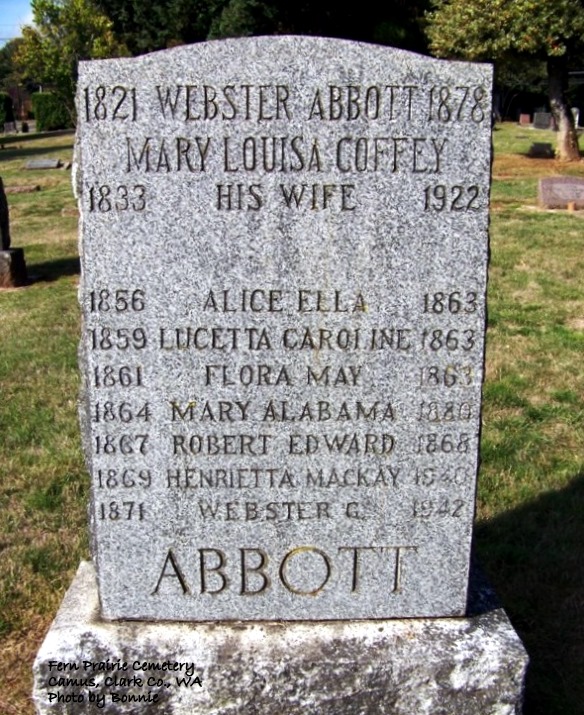 1821 WEBSTER ABBOTT 1878
MARY LOUISA COFFEY
1833 HIS WIFE 1922
1856 ALICE ELLA 1863
1859 LUCETTA CAROLINE 1863
1861 FLORA MAY 1863
1864 MARY ALABAMA 1880
1867 ROBERT EDWARD 1868
1869 HENRIETTA MACKAY
1871 WEBSTER G. 1942
ABBOTT
Fern Prairie Cemetery
Camus, Clark Co., WA
Photo by Bonnie